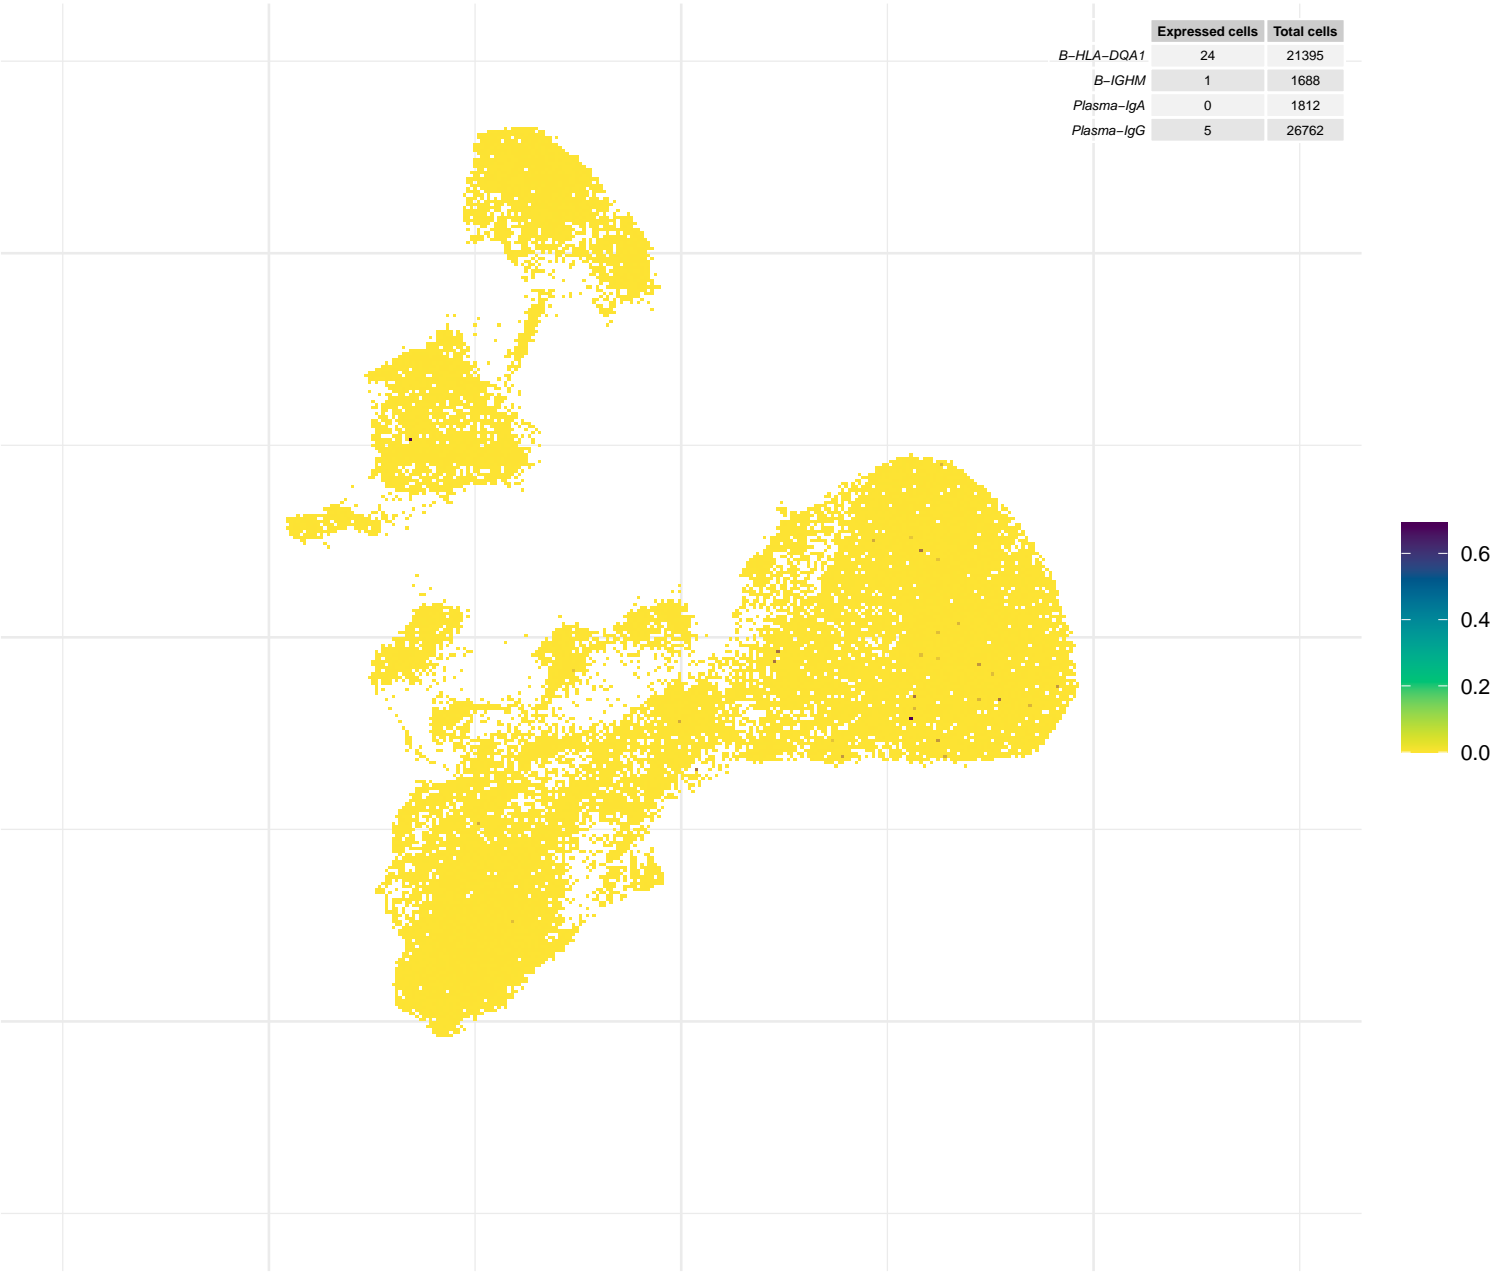 Expressed cells Total cells
B−HLA−DQA1 24 21395
B−IGHM 1 1688
Plasma−IgA 0 1812
Plasma−IgG 5 26762
0.6
0.4
0.2
0.0